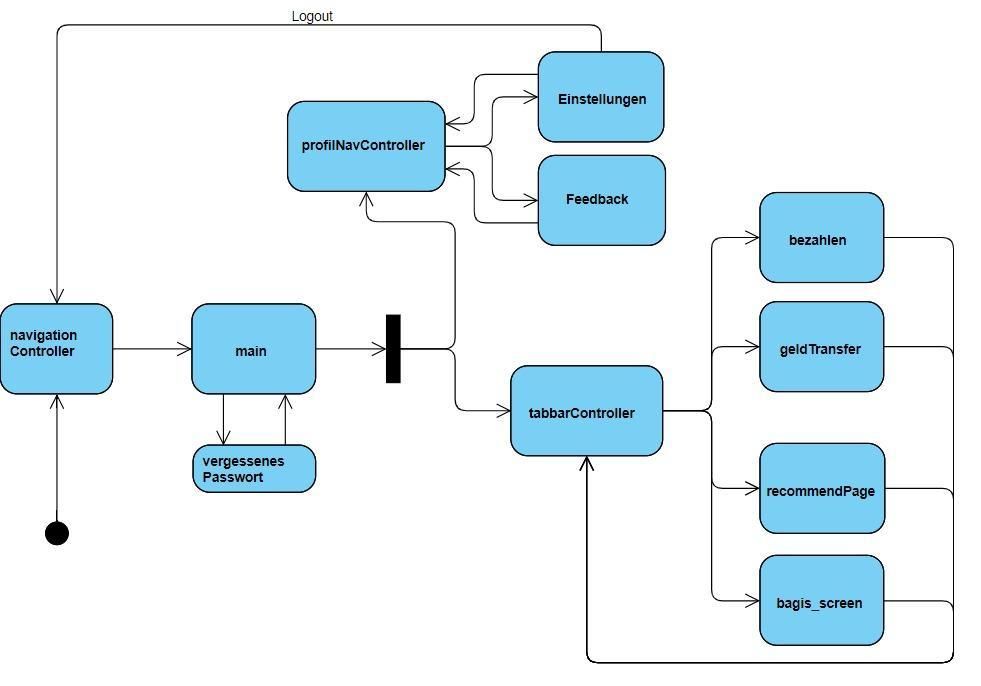 Logout
Einstellungen
profilNavController
Feedback
bezahlen
navigation
Controller
main
geldTransfer
tabbarController
vergessenes
Passwort
recommendPage
bagis_screen